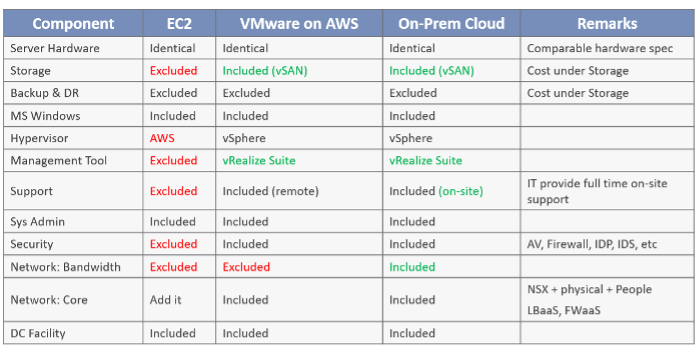 Component EC2 VMware on AWS On-Prem Cloud Remarks
Server Hardware Identical Identical Identical Comparable hardware spec
Storage Excluded Included (vSAN) Included (vSAN) Cost under Storage
Backup & DR Excluded Excluded Excluded Cost under Storage
MS Windows Included Included Included
Hypervisor AWS vSphere vSphere
Management Tool Excluded vRealize Suite vRealize Suite
Support Excluded Included (remote) Included (on-site) IT provide full time on-site
support
Sys Admin Included Included Included
Security Excluded Included Included AV, Firewall, IDP, IDS, etc
Network: Bandwidth Excluded Excluded Included
Network: Core Add it Included Included NSX + physical + People
LBaaS, FWaaS
DC Facility Included Included Included